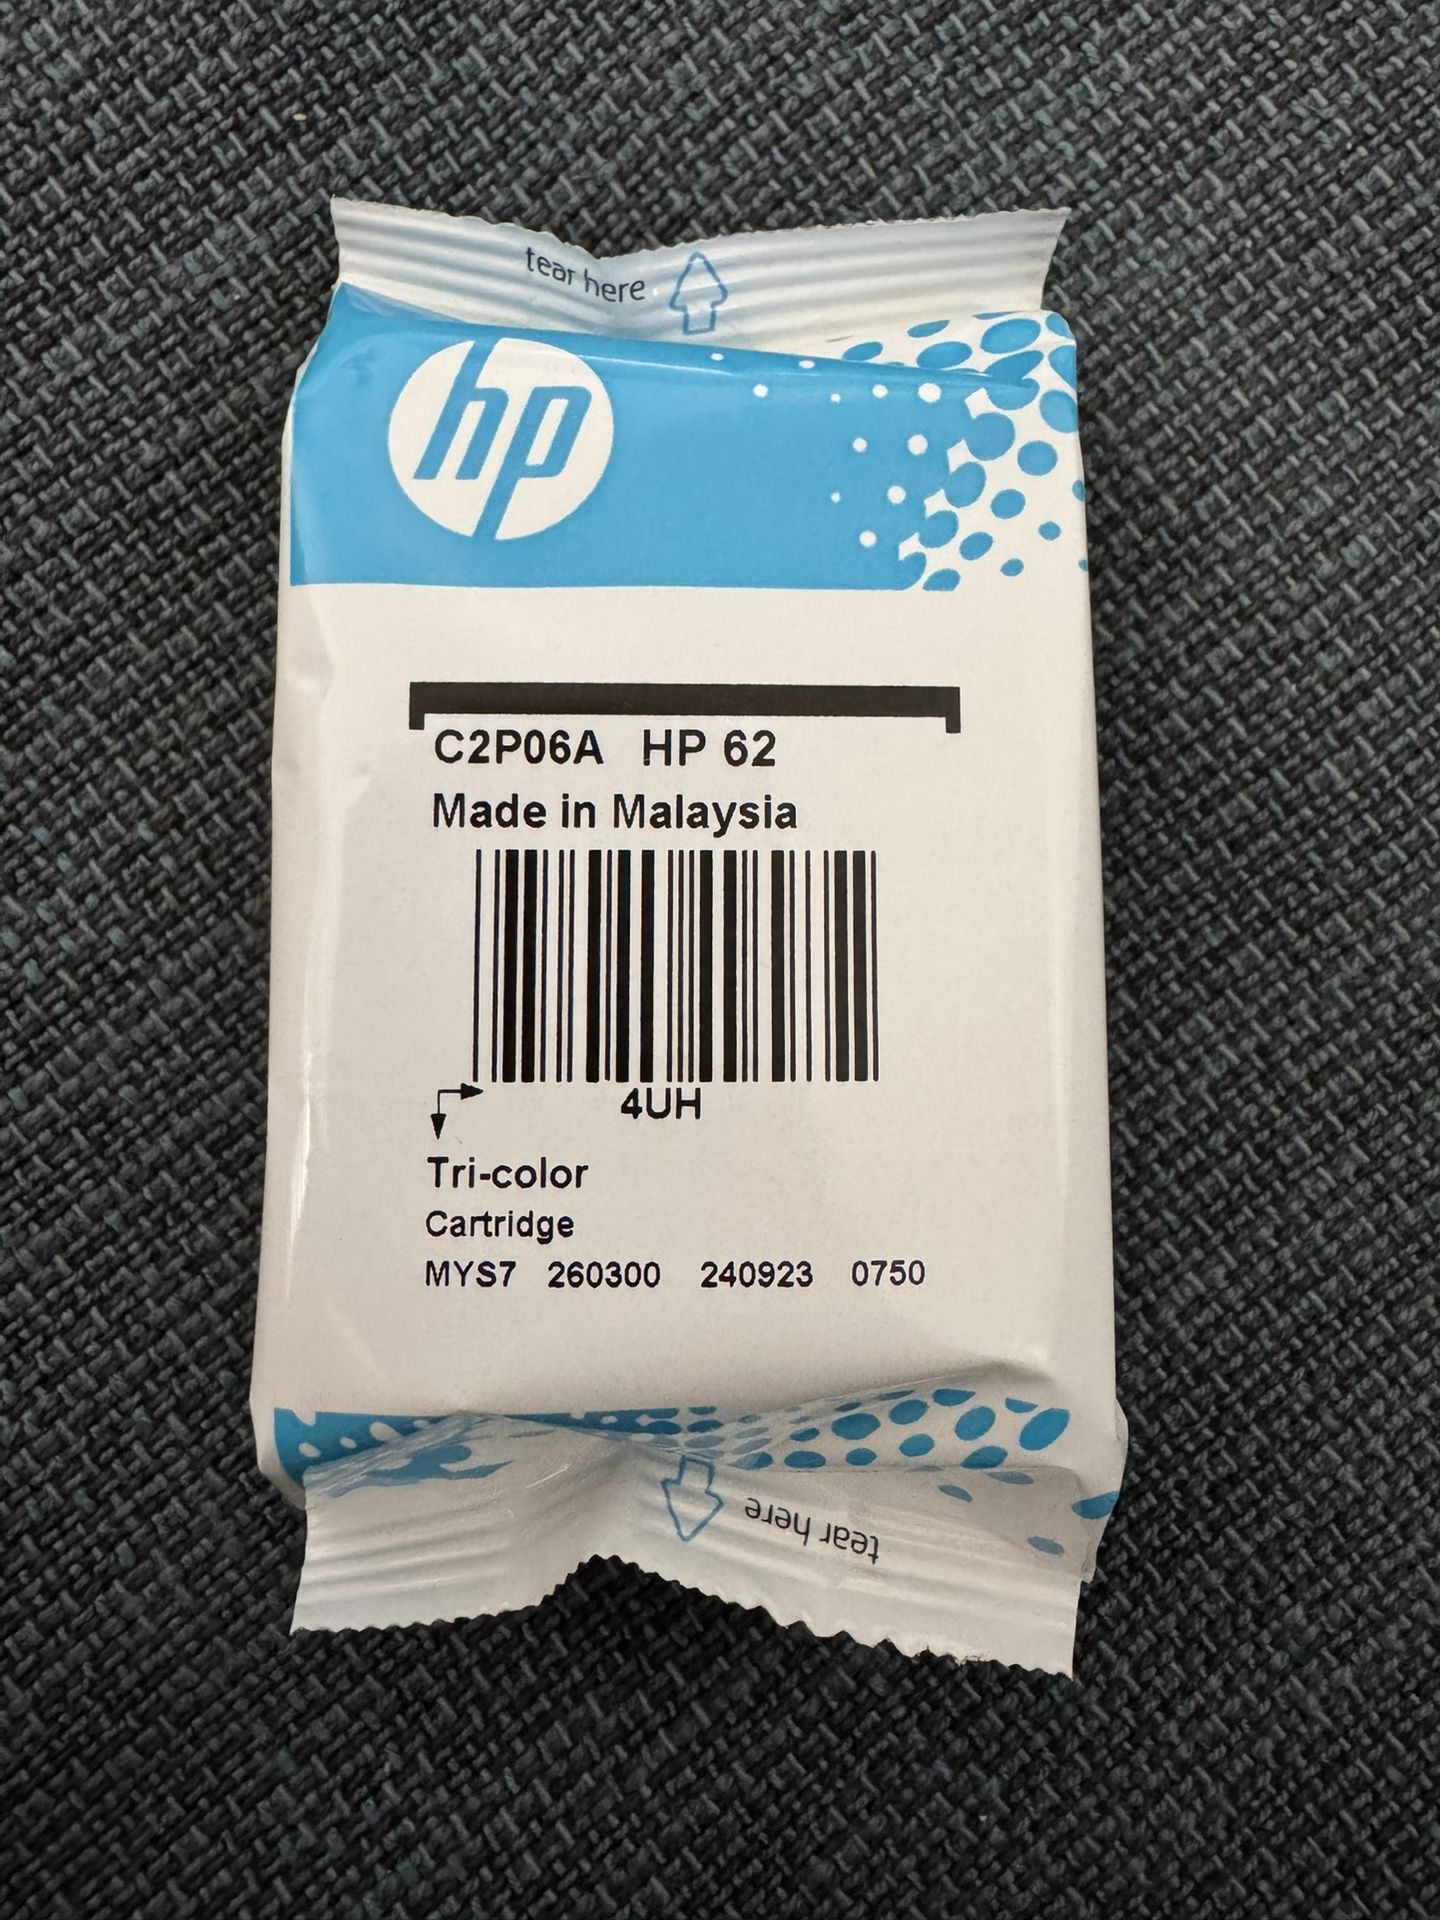 tear here
hp
C2P06A HP 62
Made in Malaysia
4UH
Tri-color
Cartridge
MYS7 260300 240923 0750
tear here